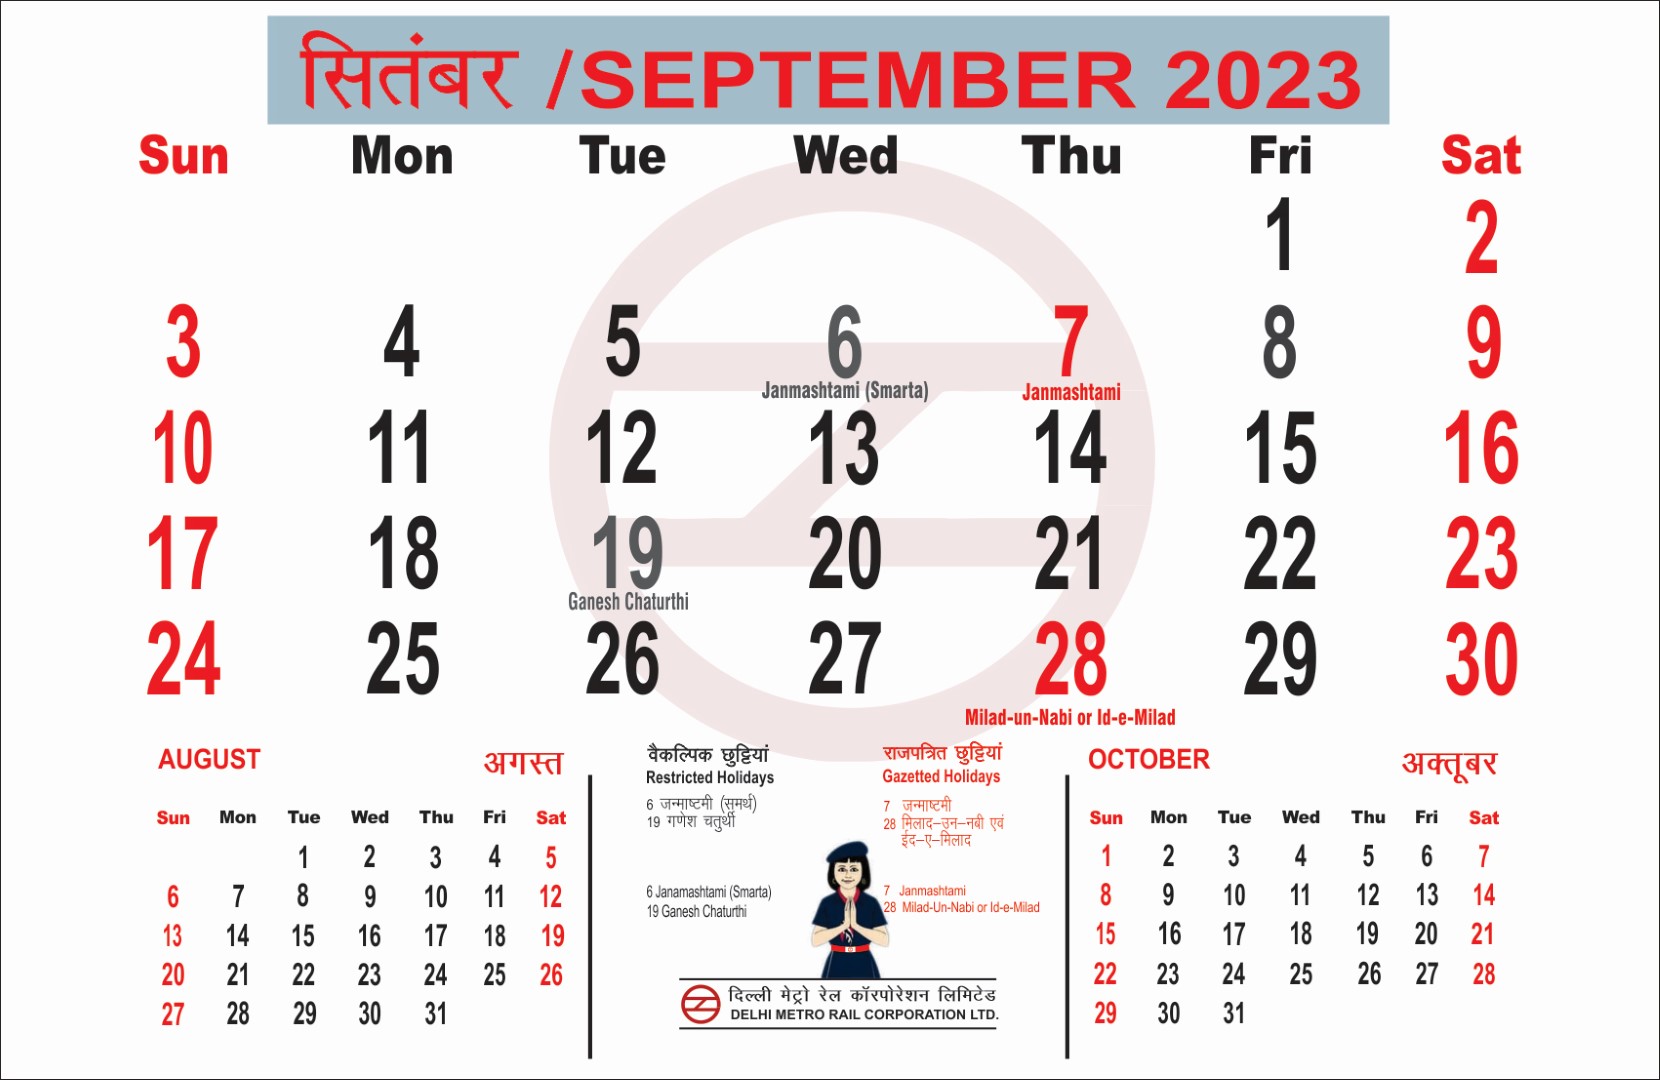 सितंबर /SEPTEMBER 2023
Sun Mon Tue Wed Thu Fri Sat
1 2
3 4 5 6 7 8 9
Janmashtami (Smarta) Janmashtami
10 11 12 13 14 15 16
17 18 19 20 21 22 23
Ganesh Chaturthi
24 25 26 27 28 29 30
Milad-un-Nabi or Id-e-Milad
AUGUST अगस्त
Sun Mon Tue Wed Thu Fri Sat
1 2 3 4 5
6 7 8 9 10 11 12
13 14 15 16 17 18 19
20 21 22 23 24 25 26
27 28 29 30 31
वैकल्पिक छुट्टियां
Restricted Holidays
6 जन्माष्टमी (समर्थ)
19 गणेश चतुर्थी
6 Janamashtami (Smarta)
19 Ganesh Chaturthi
राजपत्रित छुट्टियां
Gazetted Holidays
7 जन्माष्टमी
28 मिलाद-उन-नबी एवं
ईद-ए-मिलाद
7 Janmashtami
28 Milad-Un-Nabi or Id-e-Milad
दिल्ली मेट्रो रेल कॉरपोरेशन लिमिटेड
DELHI METRO RAIL CORPORATION LTD.
OCTOBER अक्तूबर
Sun Mon Tue Wed Thu Fri Sat
1 2 3 4 5 6 7
8 9 10 11 12 13 14
15 16 17 18 19 20 21
22 23 24 25 26 27 28
29 30 31